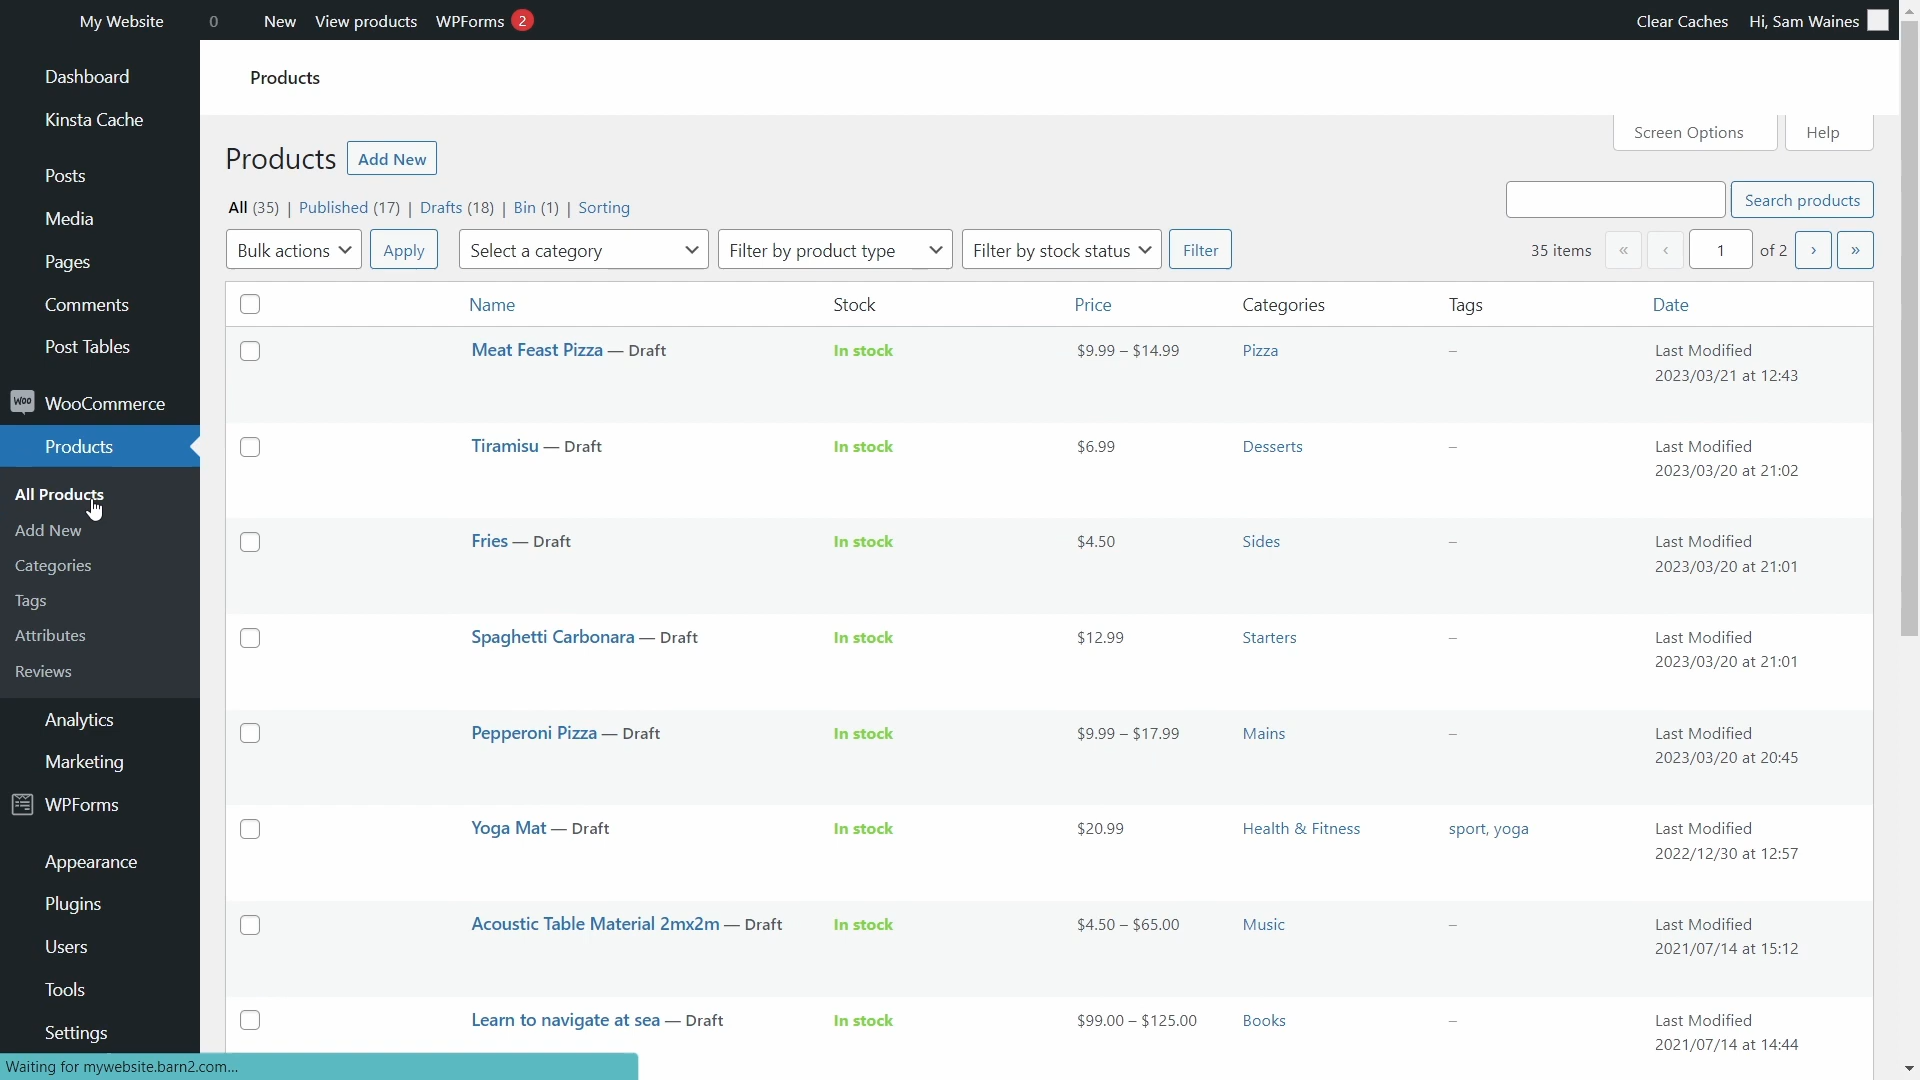 My Website 0 New View products WPForms 2 Clear Caches Hi, Sam Waines
Dashboard
Kinsta Cache
Posts
Media
Pages
Comments
Post Tables
Woo WooCommerce
Products
All Products
Add New
Categories
Tags
Attributes
Reviews
Analytics
Marketing
WPForms
Appearance
Plugins
Users
Tools
Settings
Products
Screen Options Help
Products Add New
All (35) | Published (17) | Drafts (18) | Bin (1) | Sorting
Search products
Bulk actions Apply Select a category Filter by product type Filter by stock status Filter 35 items « ‹ 1 of 2 › »
Name Stock Price Categories Tags Date
Meat Feast Pizza — Draft In stock $9.99 – $14.99 Pizza – Last Modified
2023/03/21 at 12:43
Tiramisu — Draft In stock $6.99 Desserts – Last Modified
2023/03/20 at 21:02
Fries — Draft In stock $4.50 Sides – Last Modified
2023/03/20 at 21:01
Spaghetti Carbonara — Draft In stock $12.99 Starters – Last Modified
2023/03/20 at 21:01
Pepperoni Pizza — Draft In stock $9.99 – $17.99 Mains – Last Modified
2023/03/20 at 20:45
Yoga Mat — Draft In stock $20.99 Health & Fitness sport, yoga Last Modified
2022/12/30 at 12:57
Acoustic Table Material 2mx2m — Draft In stock $4.50 – $65.00 Music – Last Modified
2021/07/14 at 15:12
Learn to navigate at sea — Draft In stock $99.00 – $125.00 Books – Last Modified
2021/07/14 at 14:44
Waiting for mywebsite.barn2.com...